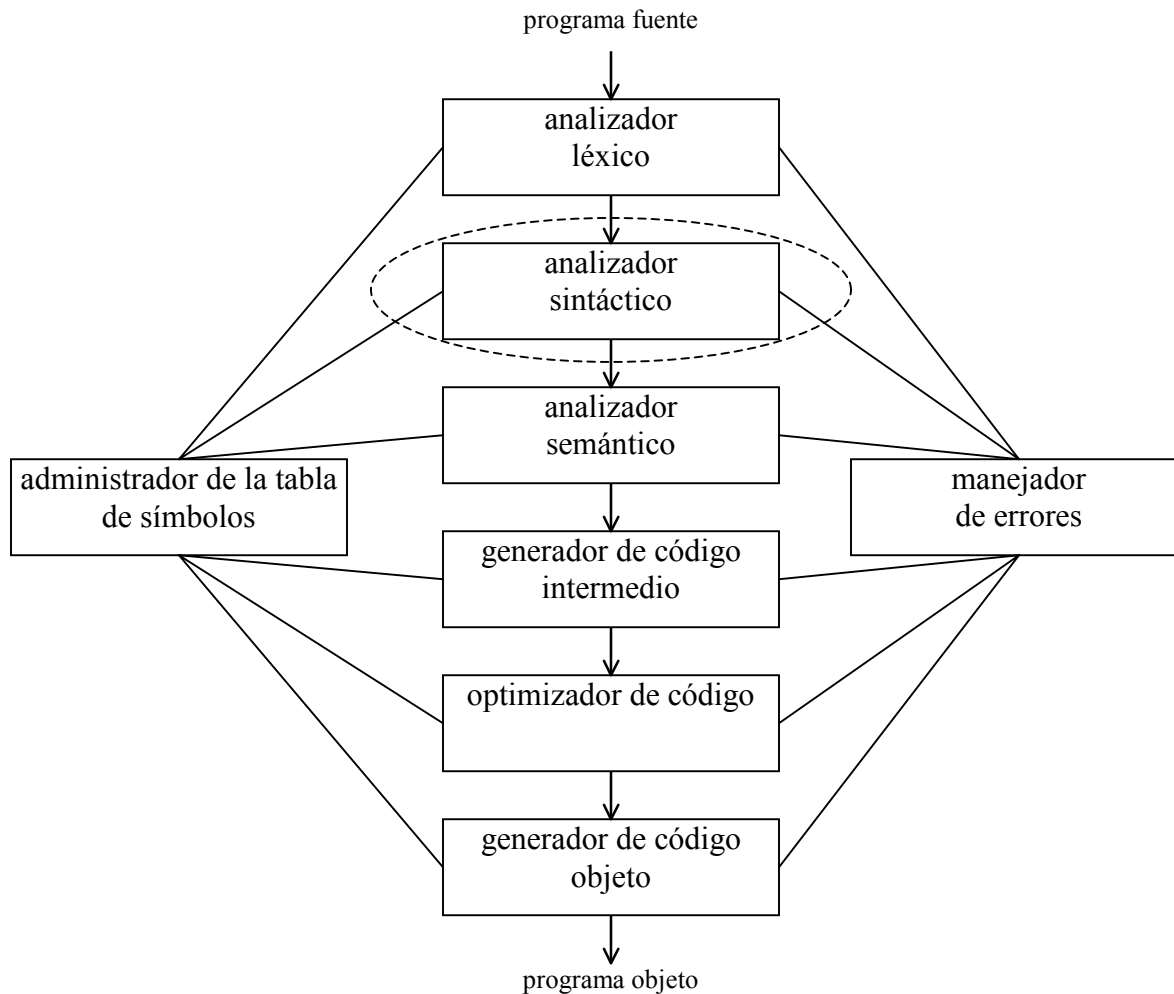 programa fuente
analizador
léxico
analizador
sintáctico
analizador
semántico
administrador de la tabla
de símbolos
manejador
de errores
generador de código
intermedio
optimizador de código
generador de código
objeto
programa objeto